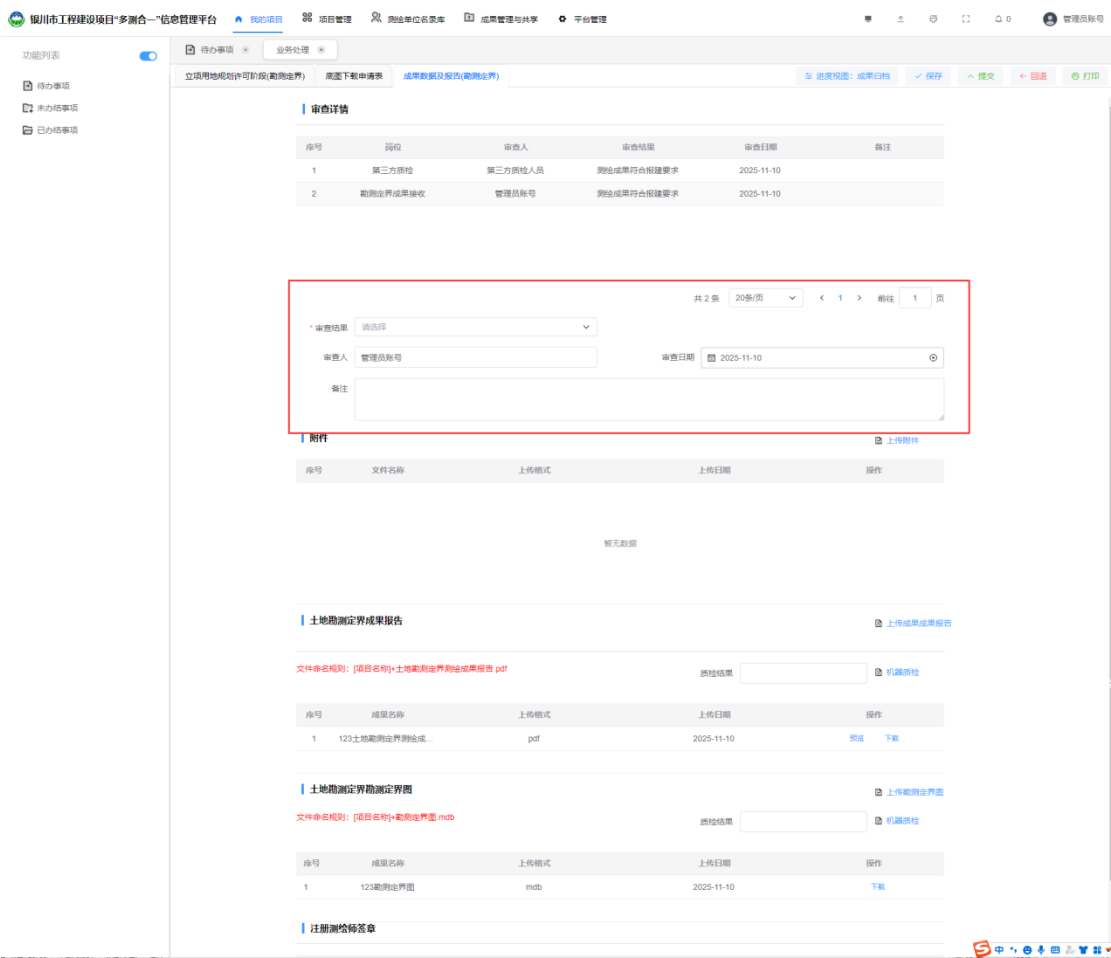 银川市工程建设项目“多测合一”信息管理平台 我的项目 项目管理 测绘单位名录库 成果管理与共享 平台管理 0 管理员账号
功能列表 待办事项 业务处理
立项用地规划许可阶段(勘测定界) 底图下载申请表 成果数据及报告(勘测定界) 进度视图：成果归档 保存 提交 回退 打印
待办事项
未办结事项
已办结事项
审查详情
序号 岗位 审查人 审查结果 审查日期 备注
1 第三方质检 第三方质检人员 测绘成果符合报建要求 2025-11-10
2 勘测定界成果接收 管理员账号 测绘成果符合报建要求 2025-11-10
共 2 条 20条/页 1 前往 1 页
* 审查结果 请选择
审查人 管理员账号 审查日期 2025-11-10
备注
附件 上传附件
序号 文件名称 上传格式 上传日期 操作
暂无数据
土地勘测定界成果报告 上传成果成果报告
文件命名规则：[项目名称]+土地勘测定界测绘成果报告.pdf 质检结果 机器质检
序号 成果名称 上传格式 上传日期 操作
1 123土地勘测定界测绘成... pdf 2025-11-10 预览 下载
土地勘测定界勘测定界图 上传勘测定界图
文件命名规则：[项目名称]+勘测定界图.mdb 质检结果 机器质检
序号 成果名称 上传格式 上传日期 操作
1 123勘测定界图 mdb 2025-11-10 下载
注册测绘师签章
中